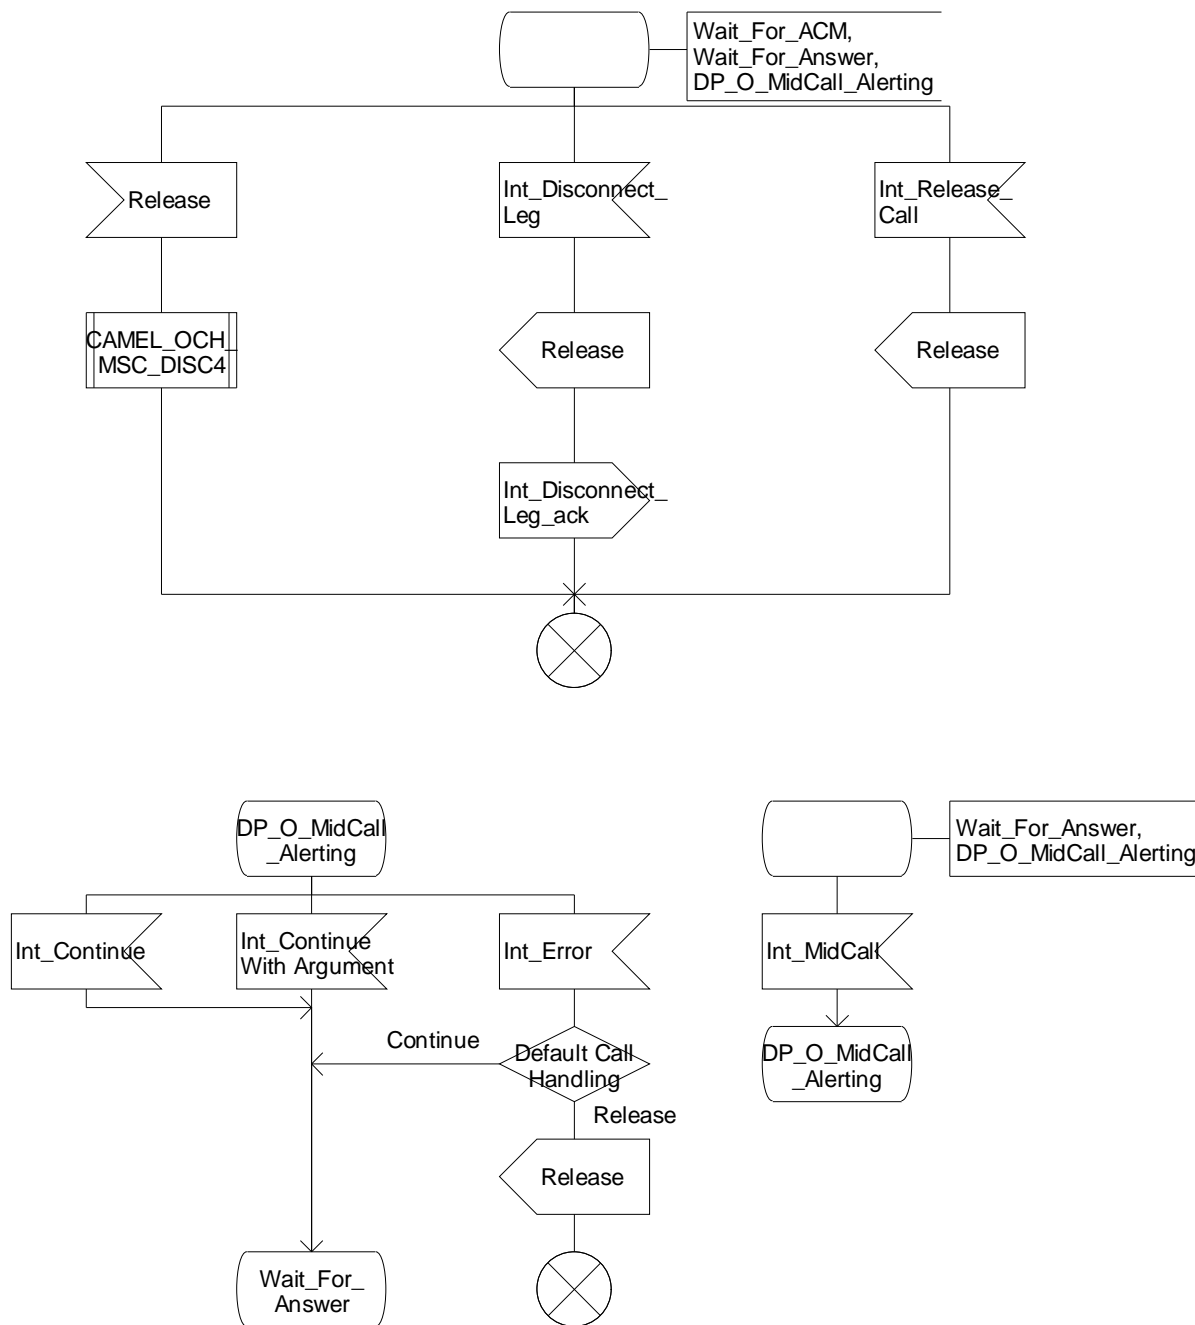 Wait_For_ACM,
Wait_For_Answer,
DP_O_MidCall_Alerting
Release
Int_Disconnect_
Leg
Int_Release_
Call
CAMEL_OCH_
MSC_DISC4
Release
Release
Int_Disconnect_
Leg_ack
DP_O_MidCall
_Alerting
Wait_For_Answer,
DP_O_MidCall_Alerting
Int_Continue
Int_Continue
With Argument
Int_Error
Int_MidCall
Continue
Default Call
Handling
DP_O_MidCall
_Alerting
Release
Release
Wait_For_
Answer